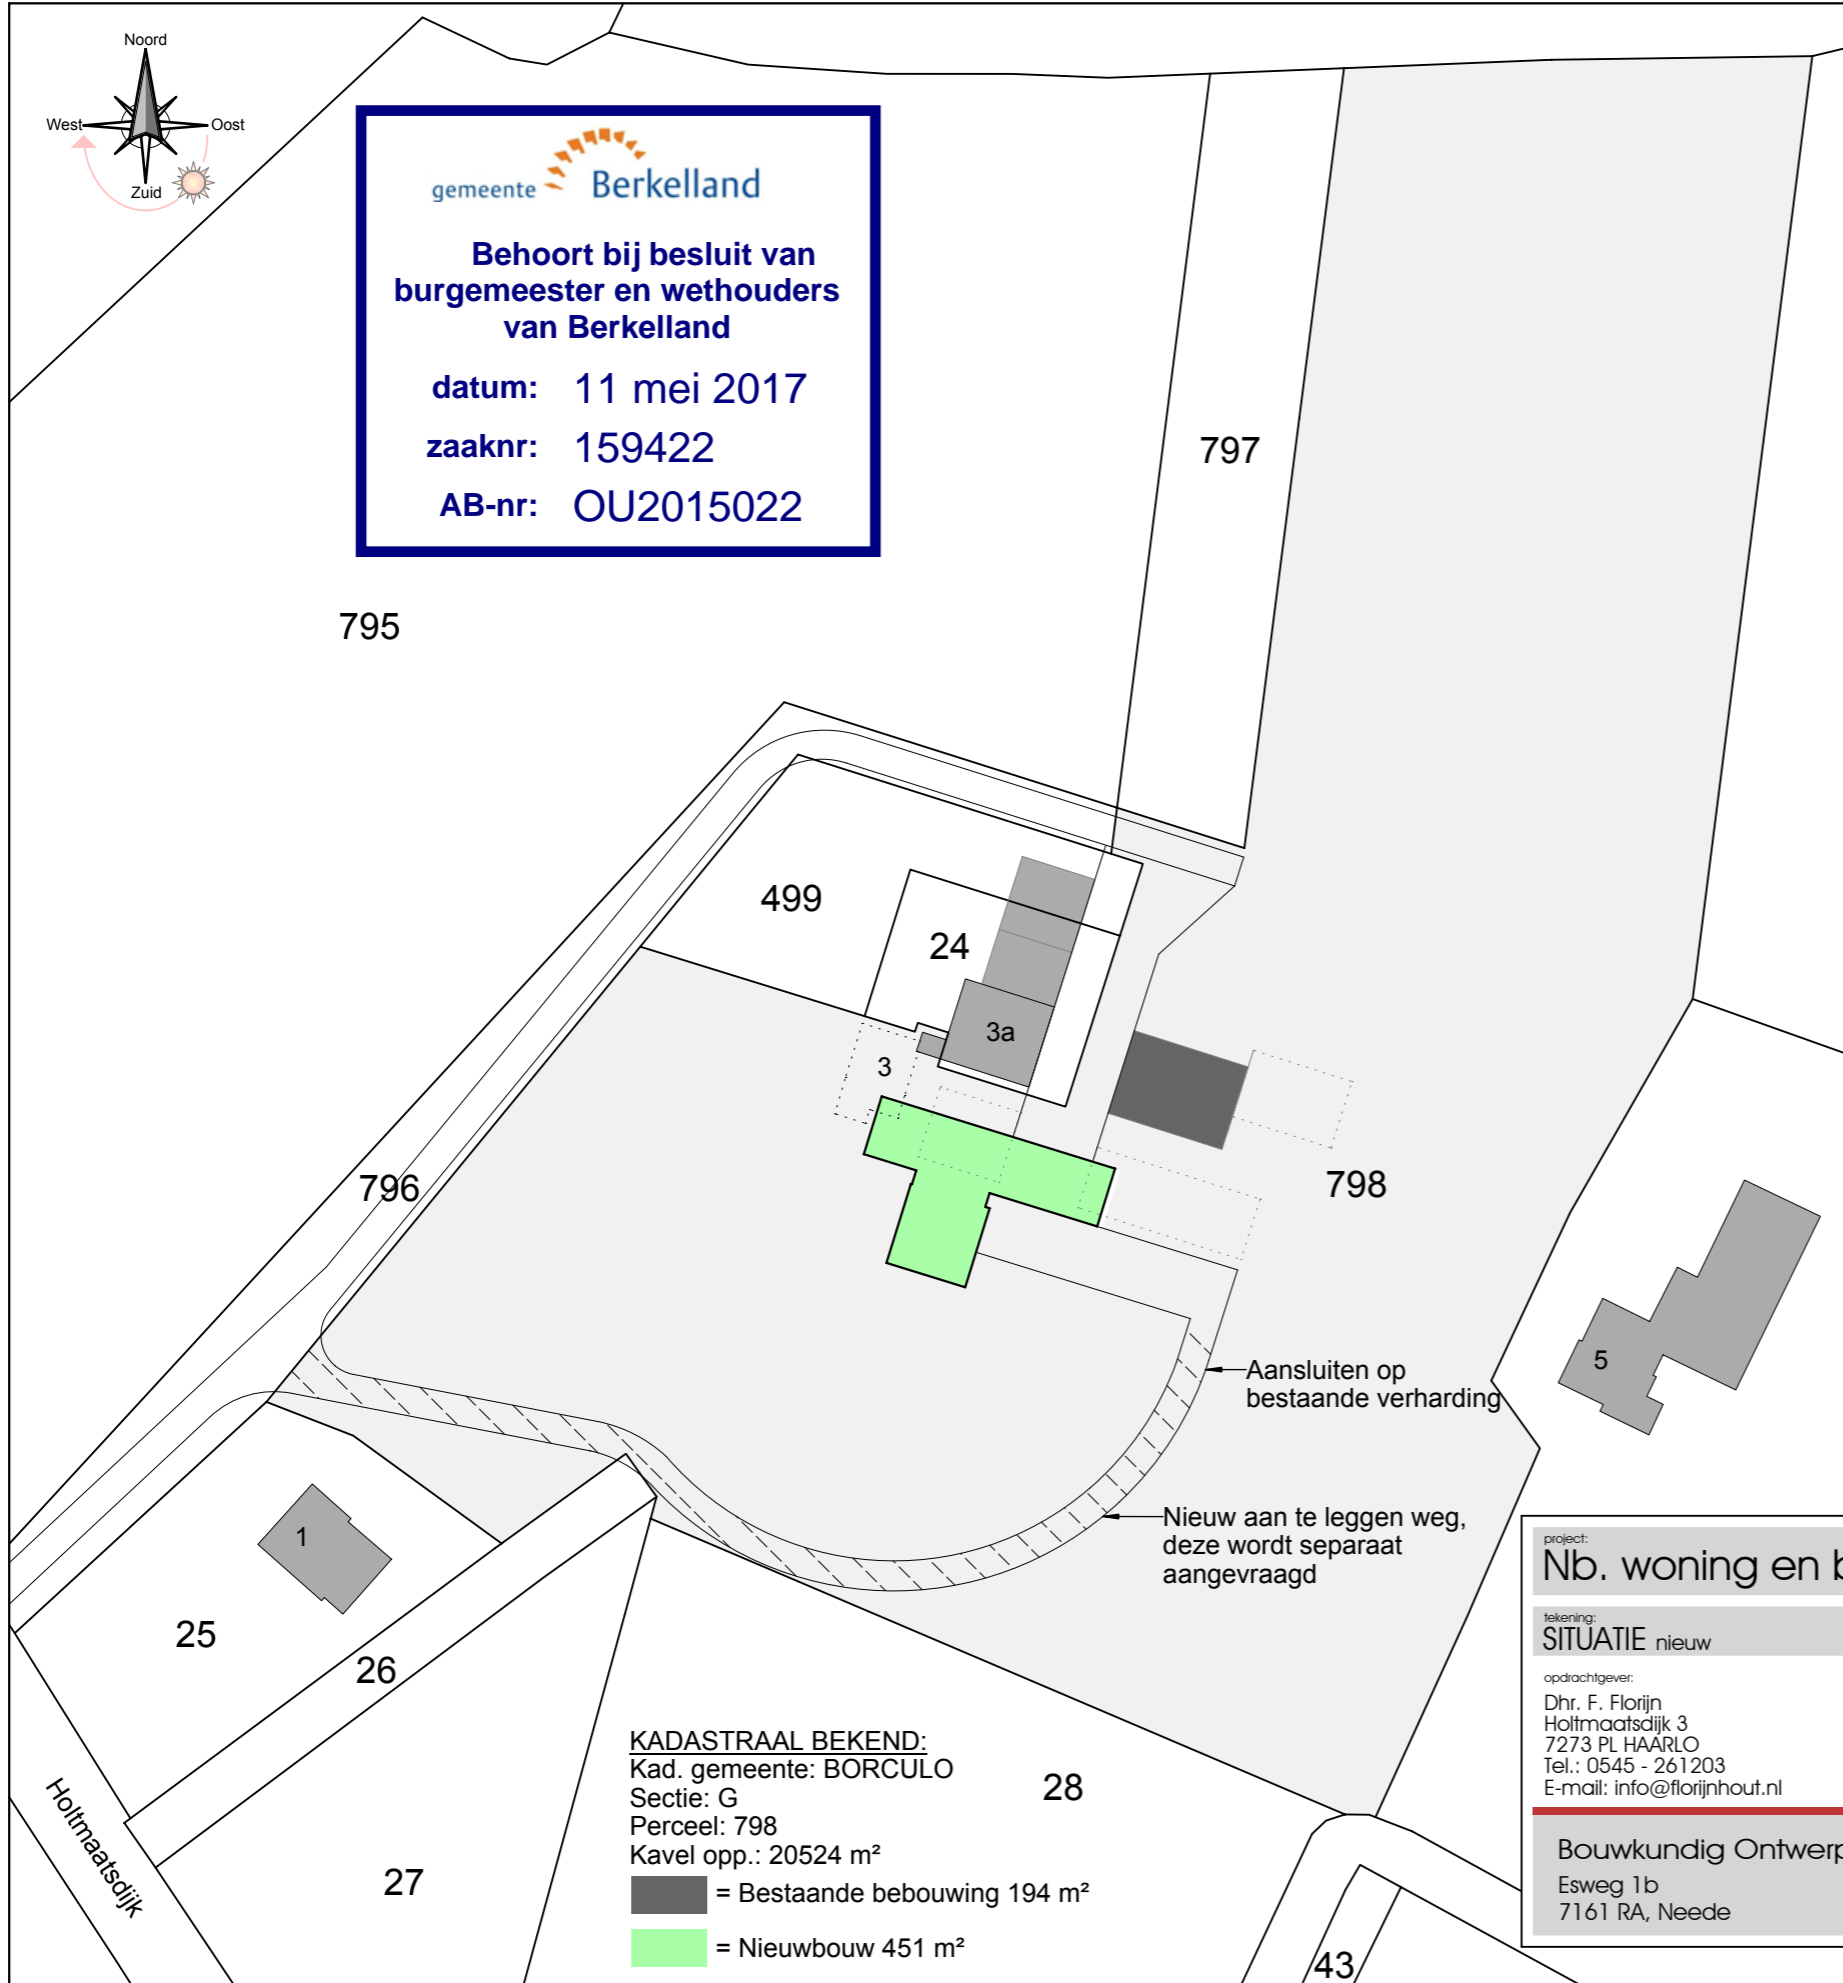 Noord
West
Oost
Zuid
gemeente Berkelland
Behoort bij besluit van
burgemeester en wethouders
van Berkelland
datum: 11 mei 2017
zaaknr: 159422
AB-nr: OU2015022
797
795
499
24
3a
3
796
798
5
Aansluiten op
bestaande verharding
Nieuw aan te leggen weg,
deze wordt separaat
aangevraagd
1
25
26
27
28
43
Holtmaatsdijk
KADASTRAAL BEKEND:
Kad. gemeente: BORCULO
Sectie: G
Perceel: 798
Kavel opp.: 20524 m²
= Bestaande bebouwing 194 m²
= Nieuwbouw 451 m²
project:
Nb. woning en b
tekening:
SITUATIE nieuw
opdrachtgever:
Dhr. F. Florijn
Holtmaatsdijk 3
7273 PL HAARLO
Tel.: 0545 - 261203
E-mail: info@florijnhout.nl
Bouwkundig Ontwerp
Esweg 1b
7161 RA, Neede